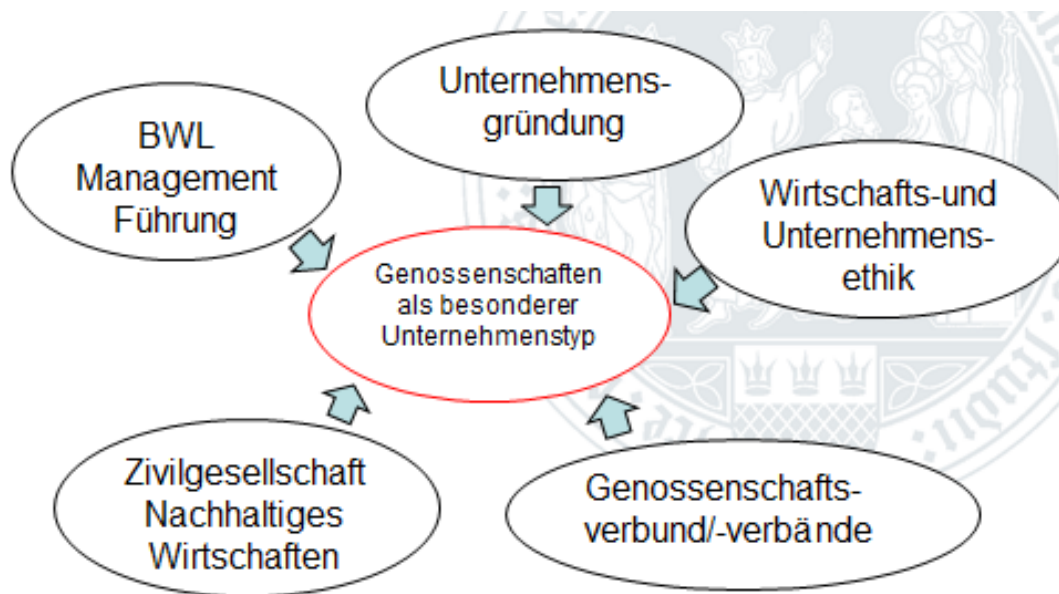 Unternehmens-
gründung
BWL
Management
Führung
Wirtschafts-und
Unternehmens-
ethik
Genossenschaften
als besonderer
Unternehmenstyp
Zivilgesellschaft
Nachhaltiges
Wirtschaften
Genossenschafts-
verbund/-verbände